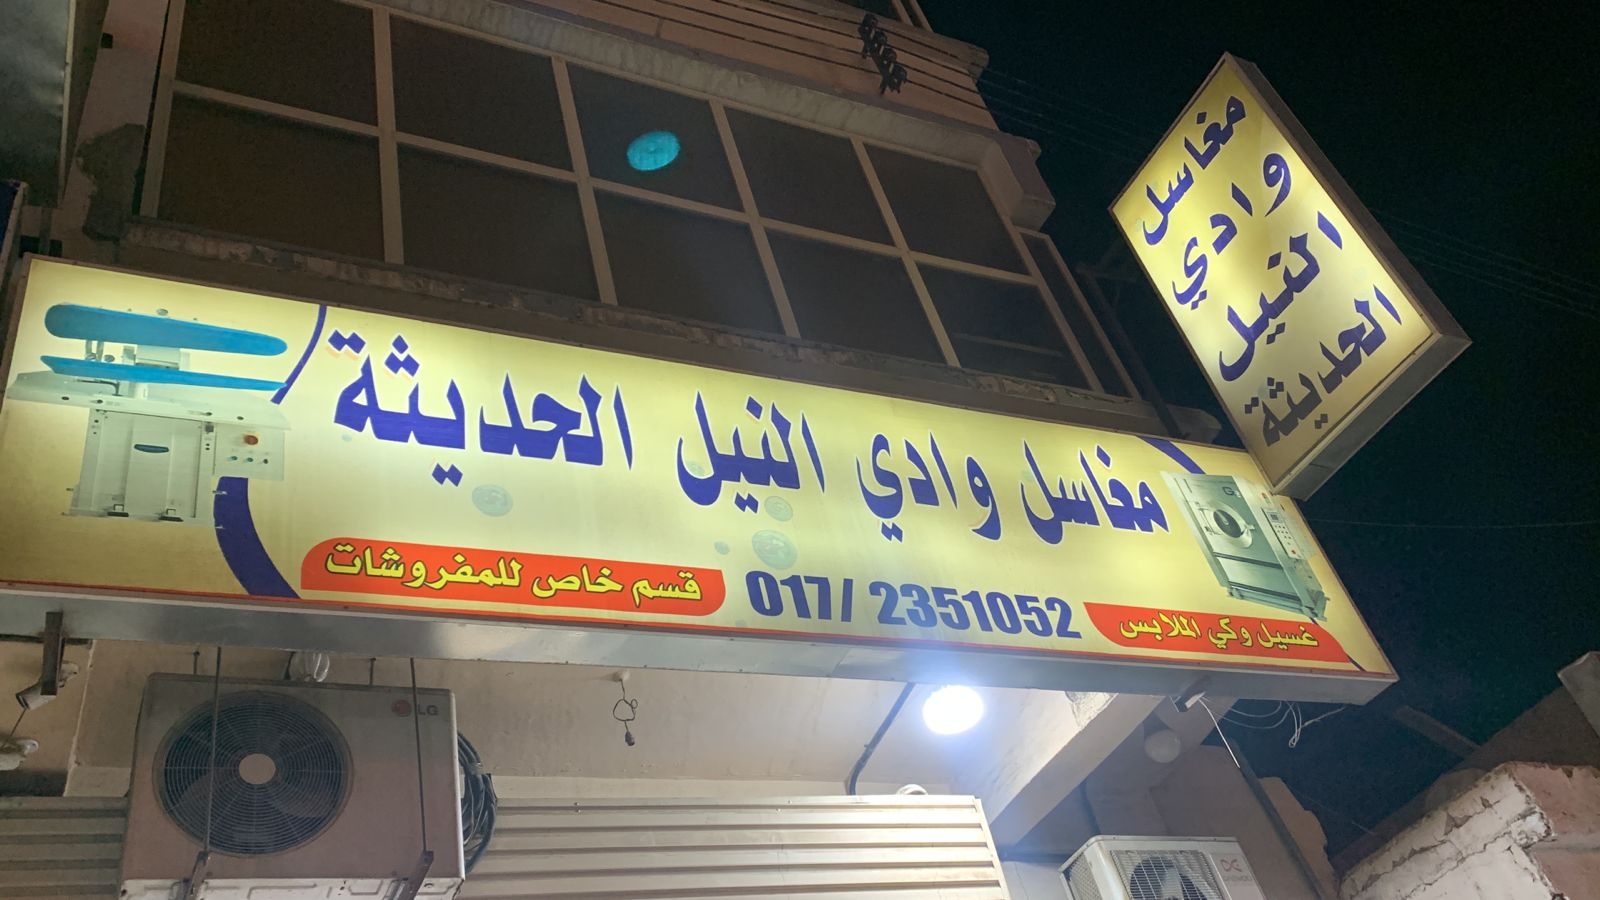 مغاسل
وادي
النيل
الحديثة
مغاسل وادي النيل الحديثة
غسيل وكي الملابس
017/ 2351052
قسم خاص للمفروشات
LG